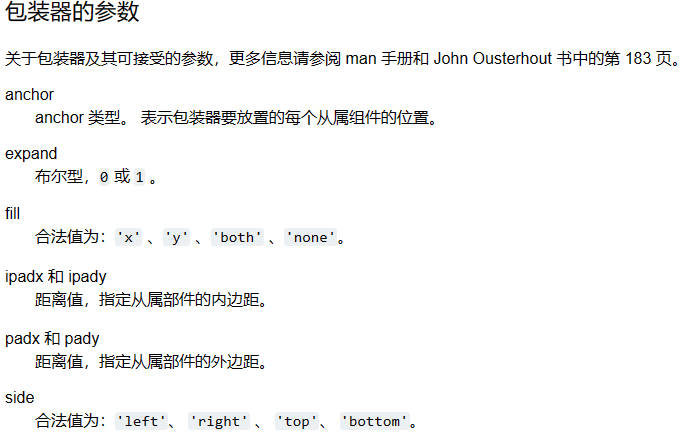 包装器的参数
关于包装器及其可接受的参数，更多信息请参阅 man 手册和 John Ousterhout 书中的第 183 页。
anchor
anchor 类型。 表示包装器要放置的每个从属组件的位置。
expand
布尔型，0 或 1 。
fill
合法值为：'x' 、'y' 、'both' 、'none'。
ipadx 和 ipady
距离值，指定从属部件的内边距。
padx 和 pady
距离值，指定从属部件的外边距。
side
合法值为：'left'、 'right' 、 'top'、 'bottom'。